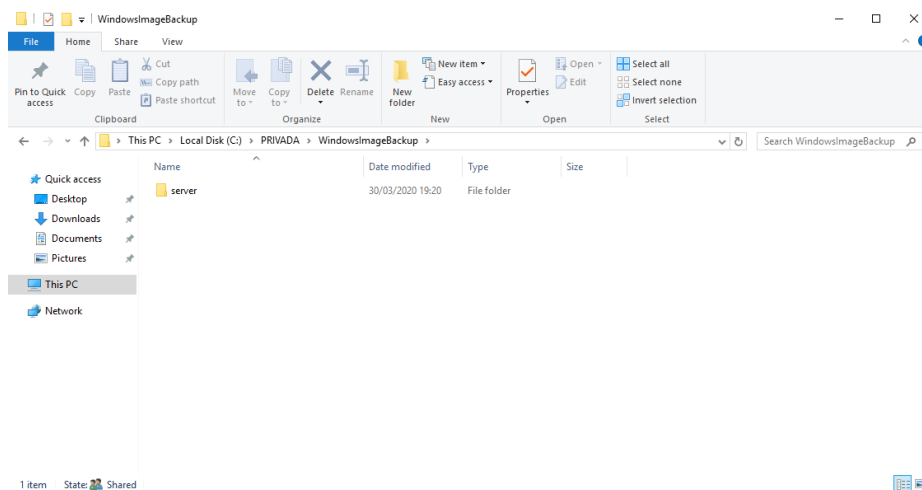 WindowsImageBackup
File Home Share View
Pin to Quick access
Copy
Paste
Cut
Copy path
Paste shortcut
Clipboard
Move to
Copy to
Delete
Rename
Organize
New folder
New item
Easy access
New
Properties
Open
Edit
Open
Select all
Select none
Invert selection
Select
This PC > Local Disk (C:) > PRIVADA > WindowsImageBackup >
Search WindowsImageBackup
Name Date modified Type Size
server 30/03/2020 19:20 File folder
Quick access
Desktop
Downloads
Documents
Pictures
This PC
Network
1 item State: Shared